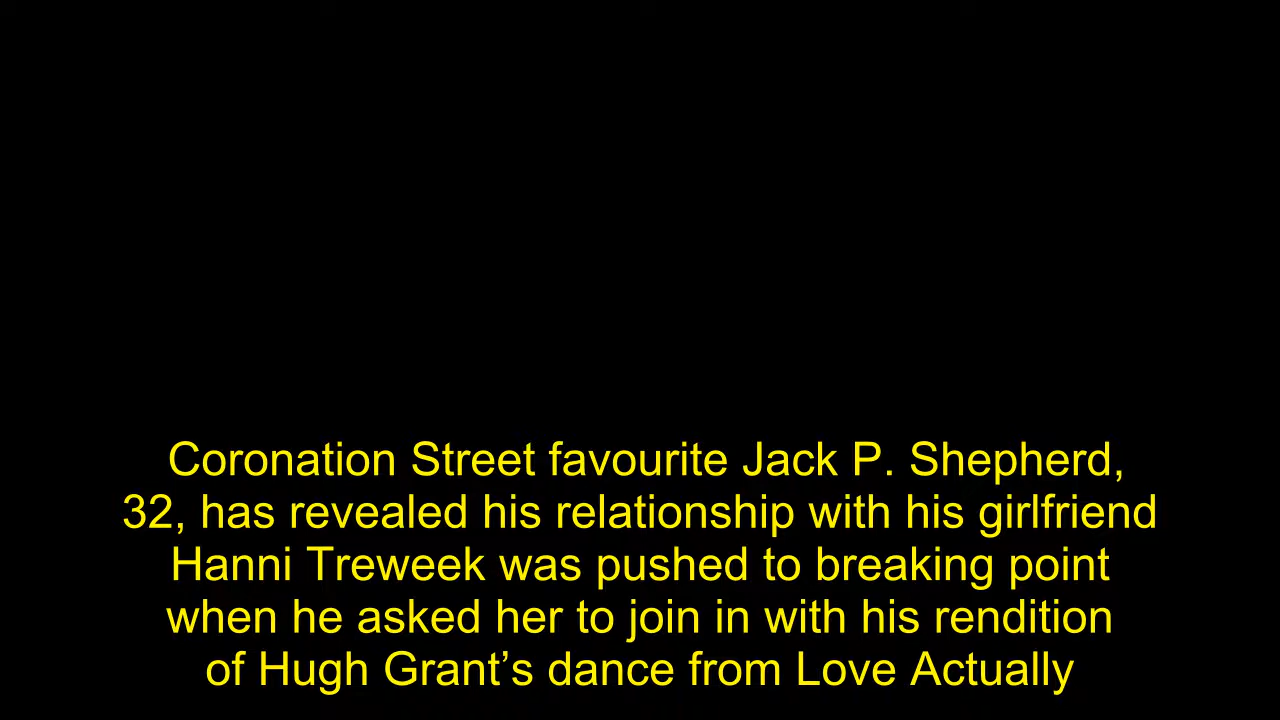 Coronation Street favourite Jack P. Shepherd,
32, has revealed his relationship with his girlfriend
Hanni Treweek was pushed to breaking point
when he asked her to join in with his rendition
of Hugh Grant’s dance from Love Actually